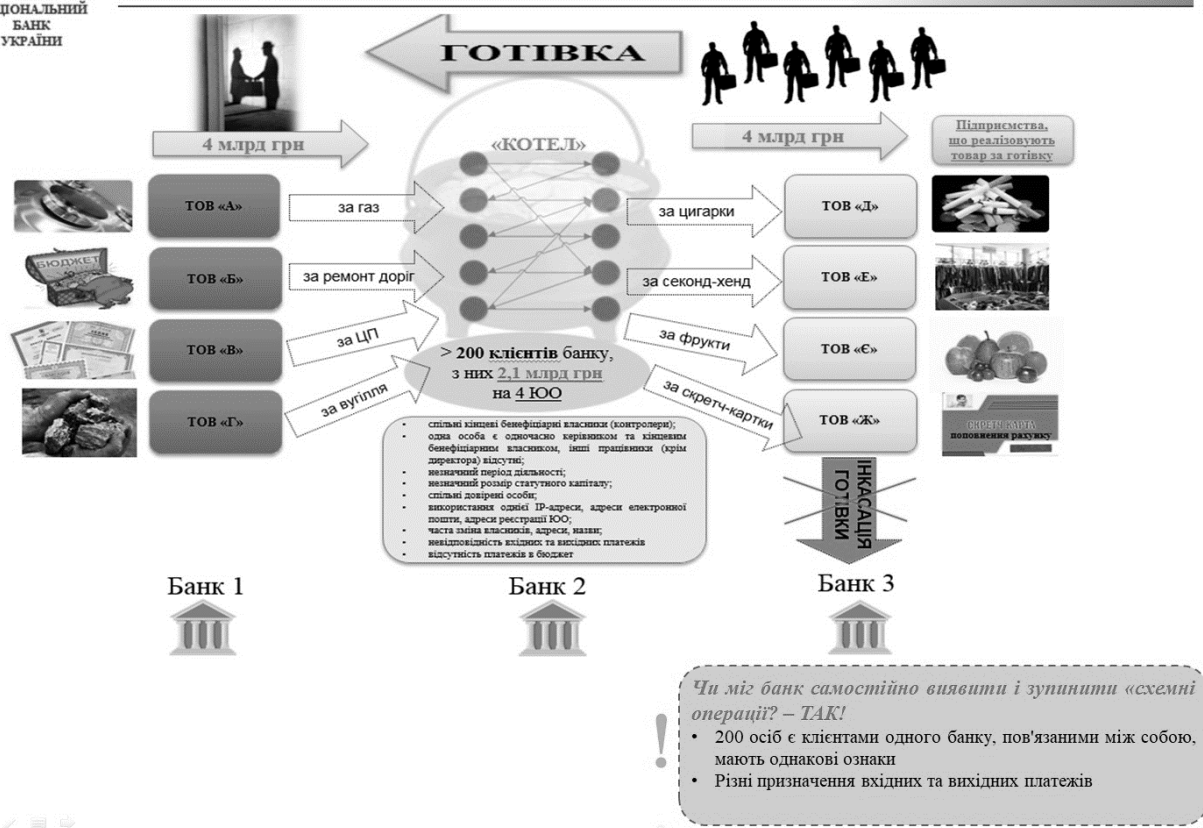 ЦІОНАЛЬНИЙ
БАНК
УКРАЇНИ
ГОТІВКА
4 млрд грн
«КОТЕЛ»
4 млрд грн
Підприємства,
що реалізовують
товар за готівку
ТОВ «А»
за газ
за цигарки
ТОВ «Д»
БЮДЖЕТ
ТОВ «Б»
за ремонт доріг
за секонд-хенд
ТОВ «Е»
ТОВ «В»
за ЦП
за фрукти
ТОВ «Є»
ТОВ «Г»
за вугілля
> 200 клієнтів банку,
з них 2,1 млрд грн
на 4 ЮО
за скретч-картки
ТОВ «Ж»
СКРЕТЧ КАРТА
поповнення рахунку
• спільні кінцеві бенефіціарні власники (контролери);
• одна особа є одночасно керівником та кінцевим
бенефіціарним власником, інші працівники (крім
директора) відсутні;
• незначний період діяльності;
• незначний розмір статутного капіталу;
• спільні довірені особи;
• використання однієї ІР-адреси, адреси електронної
пошти, адреси реєстрації ЮО;
• часта зміна власників, адреси, назви;
• невідповідність вхідних та вихідних платежів
• відсутність платежів в бюджет
ІНКАСАЦІЯ
ГОТІВКИ
Банк 1
Банк 2
Банк 3
!
Чи міг банк самостійно виявити і зупинити «схемні
операції? – ТАК!
• 200 осіб є клієнтами одного банку, пов'язаними між собою,
мають однакові ознаки
• Різні призначення вхідних та вихідних платежів